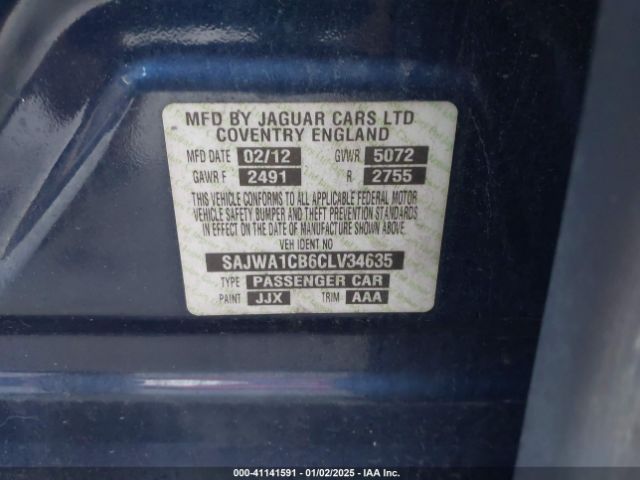 MFD BY JAGUAR CARS LTD
COVENTRY ENGLAND
MFD DATE 02/12 GVWR 5072
GAWR F 2491 R 2755
THIS VEHICLE CONFORMS TO ALL APPLICABLE FEDERAL MOTOR
VEHICLE SAFETY BUMPER AND THEFT PREVENTION STANDARDS
IN EFFECT ON THE DATE OF MANUFACTURE SHOWN ABOVE
VEH IDENT NO
SAJWA1CB6CLV34635
TYPE PASSENGER CAR
PAINT JJX TRIM AAA
000-41141591 - 01/02/2025 - IAA Inc.